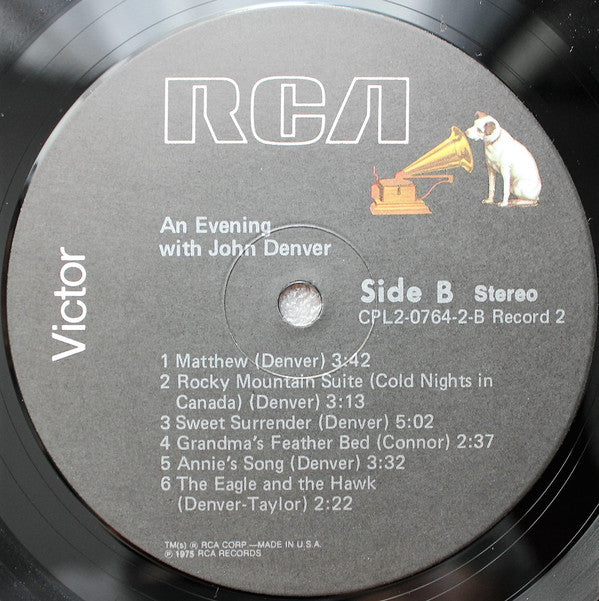 RCA
Victor
An Evening
with John Denver
Side B Stereo
CPL2-0764-2-B Record 2
1 Matthew (Denver) 3:42
2 Rocky Mountain Suite (Cold Nights in
Canada) (Denver) 3:13
3 Sweet Surrender (Denver) 5:02
4 Grandma's Feather Bed (Connor) 2:37
5 Annie's Song (Denver) 3:32
6 The Eagle and the Hawk
(Denver-Taylor) 2:22
TM(s) ® RCA CORP—MADE IN U.S.A.
℗ 1975 RCA RECORDS